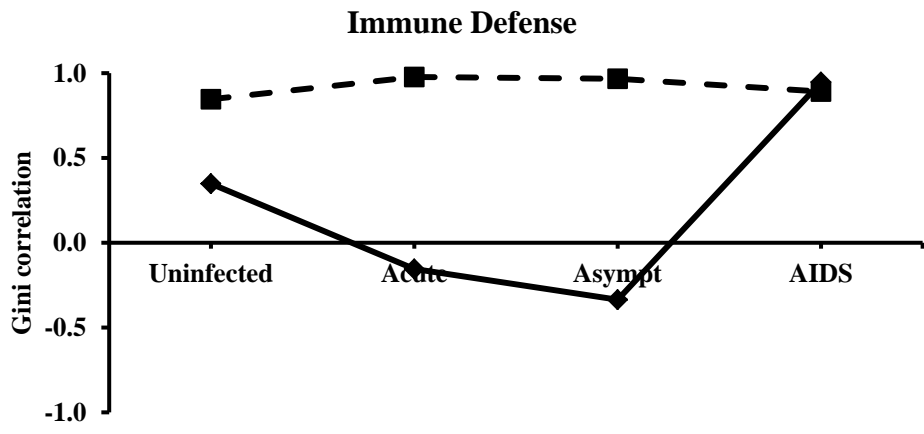 Immune Defense
1.0
0.5
0.0
-0.5
-1.0
Gini correlation
Uninfected Acute Asympt AIDS